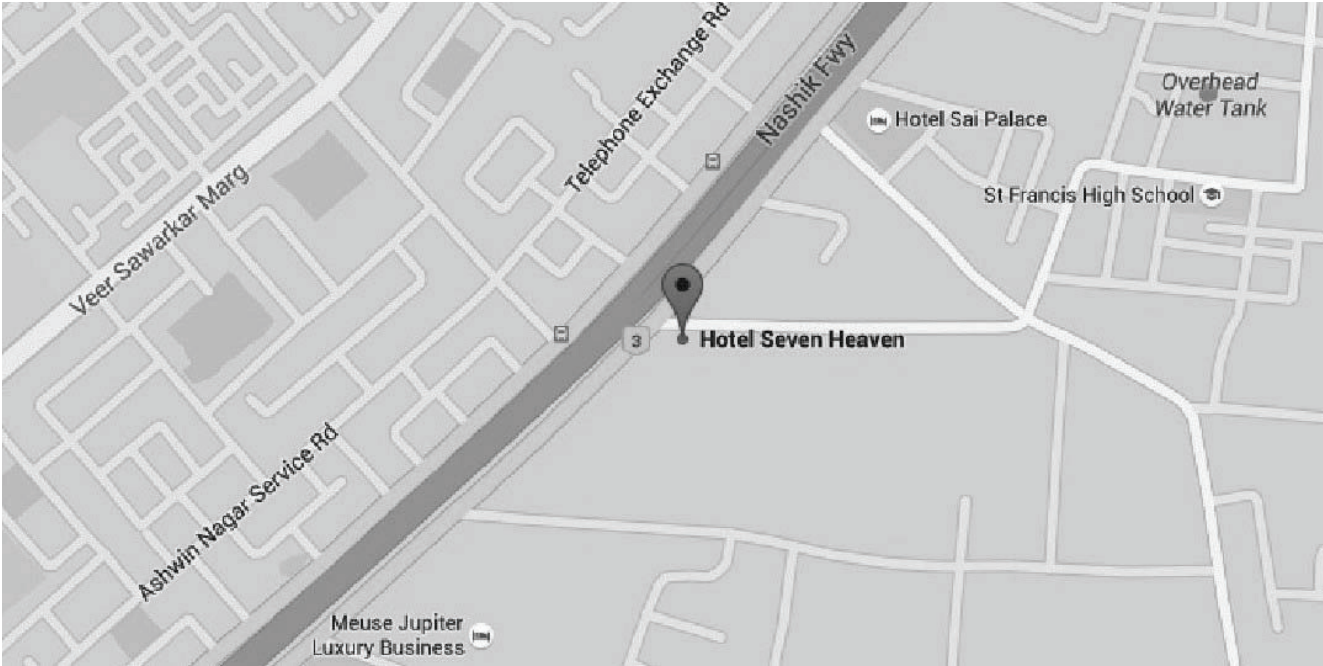 Telephone Exchange Rd
Nashik Fwy
Overhead
Water Tank
Hotel Sai Palace
St Francis High School
Veer Sawarkar Marg
3
Hotel Seven Heaven
Ashwin Nagar Service Rd
Meuse Jupiter
Luxury Business